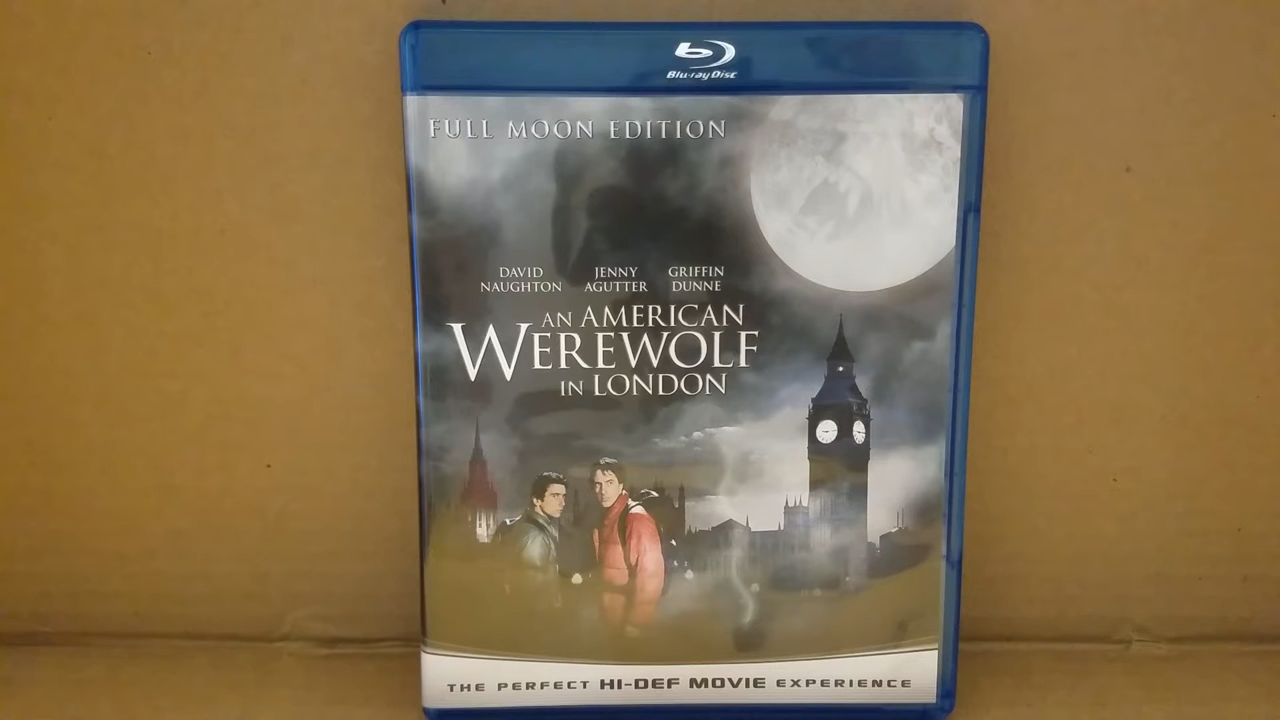 Blu-ray Disc
FULL MOON EDITION
DAVID NAUGHTON
JENNY AGUTTER
GRIFFIN DUNNE
AN AMERICAN
WEREWOLF
IN LONDON
THE PERFECT HI-DEF MOVIE EXPERIENCE